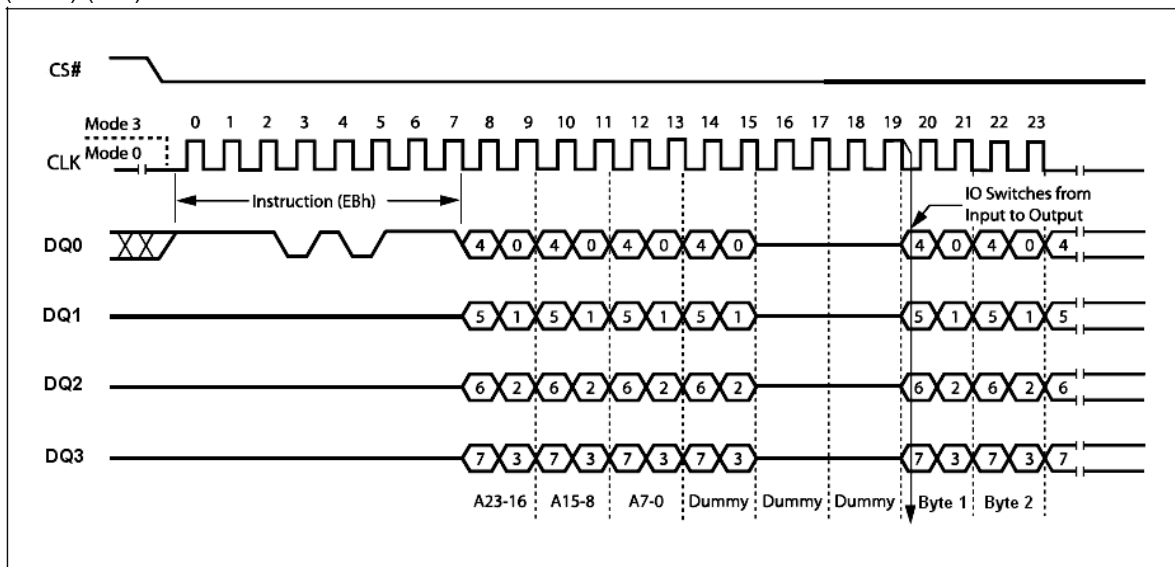 CS#
Mode 3
0 1 2 3 4 5 6 7 8 9 10 11 12 13 14 15 16 17 18 19 20 21 22 23
Mode 0
CLK
Instruction (EBh)
IO Switches from
Input to Output
DQ0
4 0 4 0 4 0 4 0 4 0 4 0 4
DQ1
5 1 5 1 5 1 5 1 5 1 5 1 5
DQ2
6 2 6 2 6 2 6 2 6 2 6 2 6
DQ3
7 3 7 3 7 3 7 3 7 3 7 3 7
A23-16 A15-8 A7-0 Dummy Dummy Dummy Byte 1 Byte 2